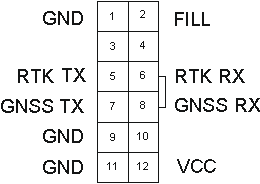 GND 1 2 FILL
3 4
RTK TX 5 6 RTK RX
GNSS TX 7 8 GNSS RX
GND 9 10
GND 11 12 VCC